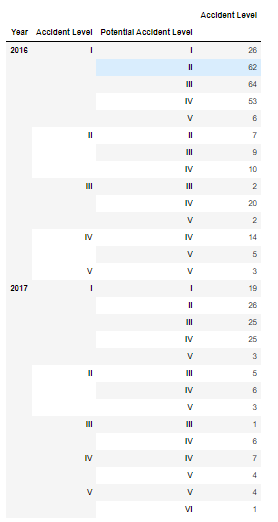 Accident Level
Year Accident Level Potential Accident Level
2016 I I 26
II 62
III 64
IV 53
V 6
II II 7
III 9
IV 10
III III 2
IV 20
V 2
IV IV 14
V 5
V V 3
2017 I I 19
II 26
III 25
IV 25
V 3
II III 5
IV 6
V 3
III III 1
IV 6
IV IV 7
V 4
V V 4
VI 1